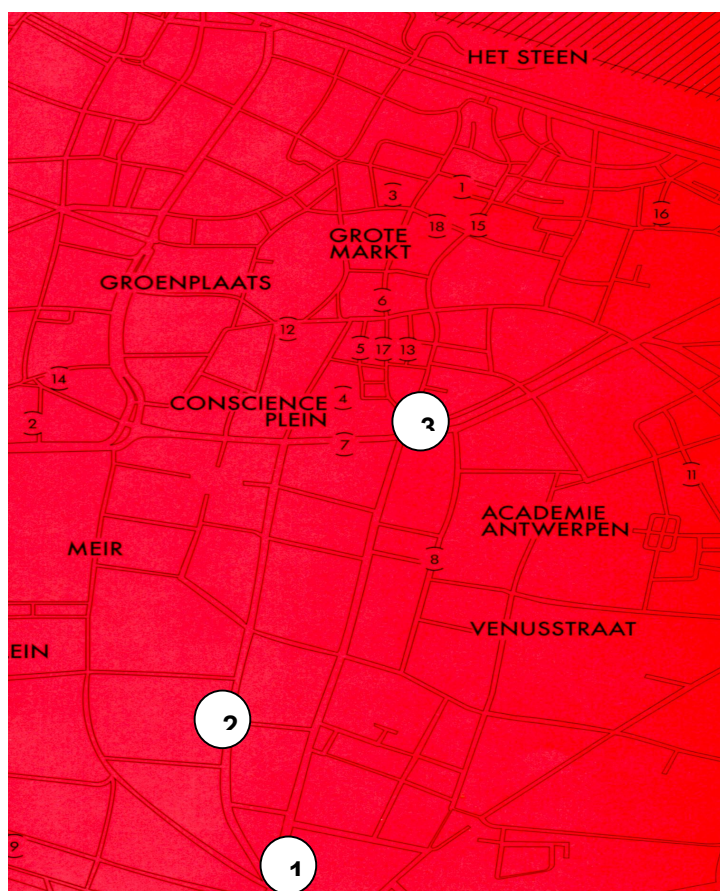 HET STEEN
3
1
16
18
15
GROTE
MARKT
GROENPLAATS
6
12
5
17
13
14
4
CONSCIENCE
PLEIN
3
2
7
11
ACADEMIE
ANTWERPEN
MEIR
8
VENUSSTRAAT
EIN
2
9
1